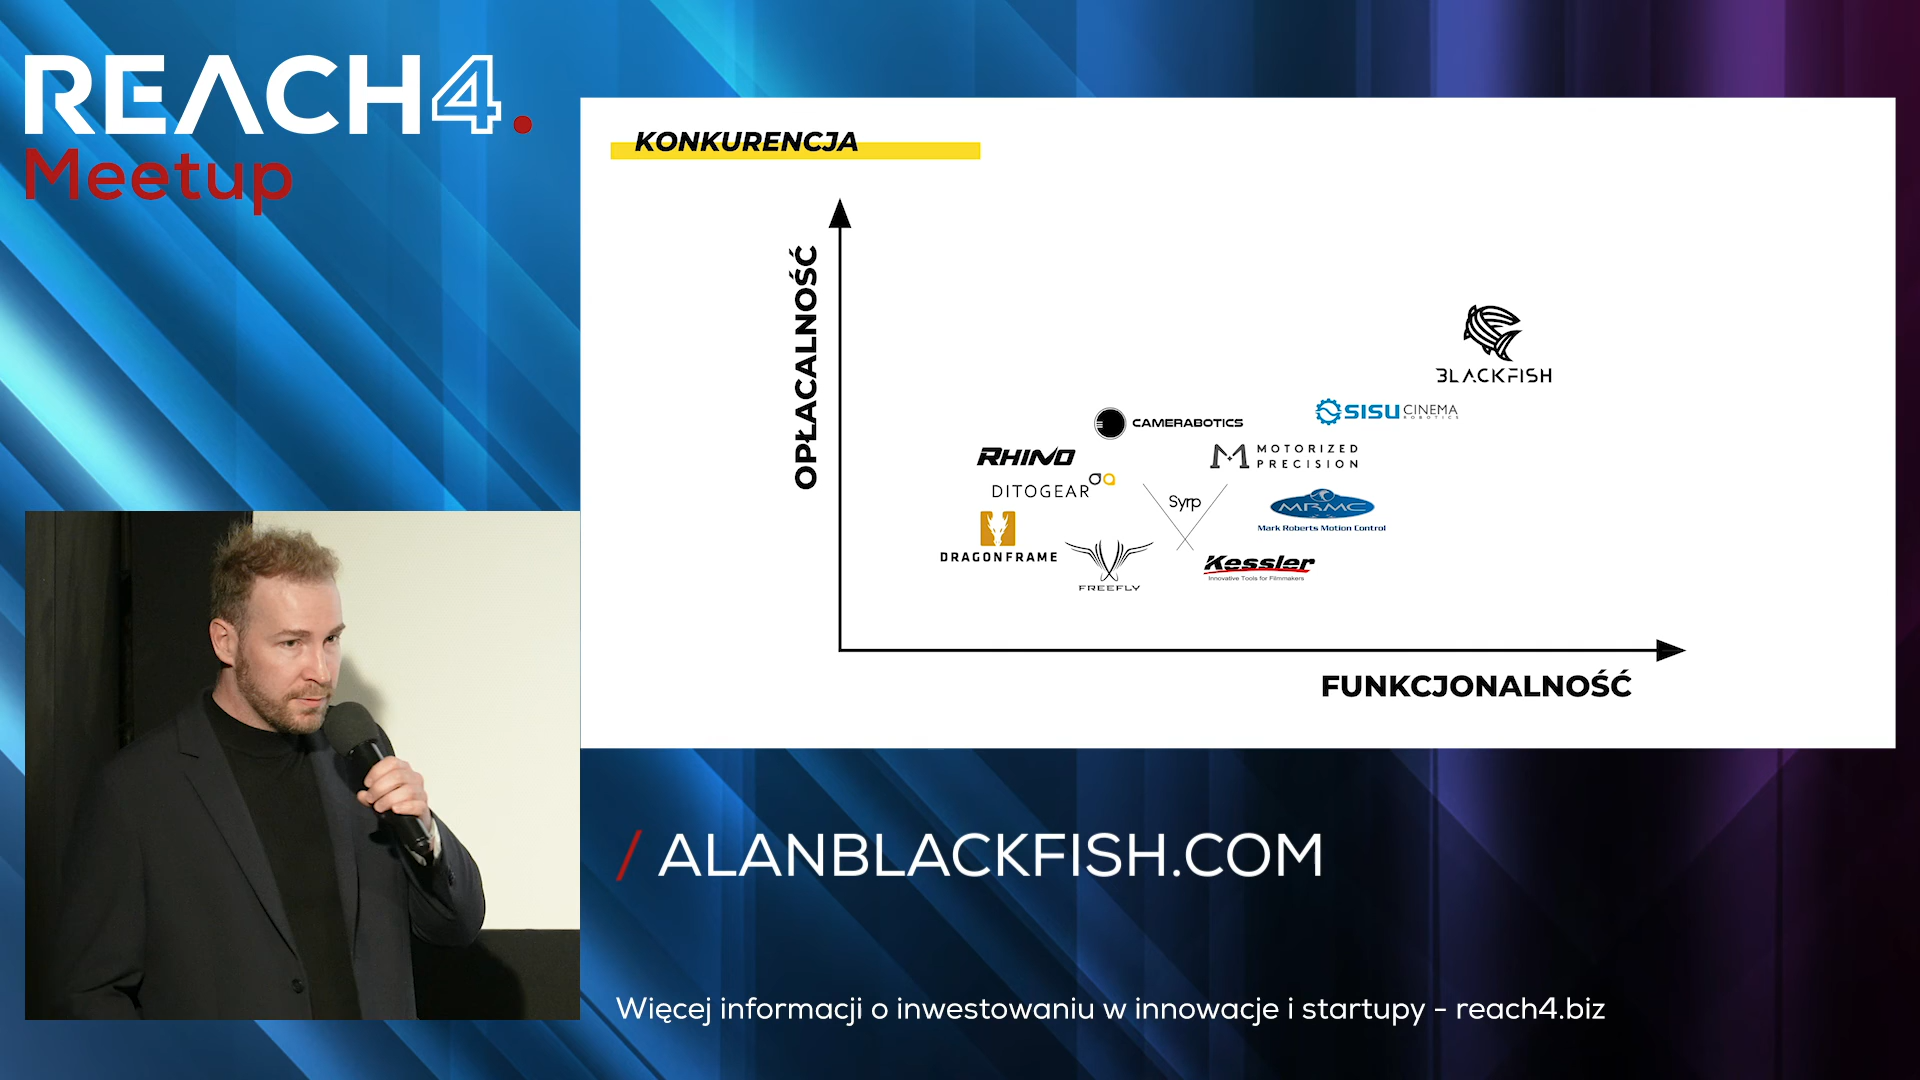 REACH4.
Meetup
KONKURENCJA
OPŁACALNOŚĆ
BLACKFISH
SISU CINEMA
ROBOTICS
CAMERABOTICS
RHINO
MOTORIZED
PRECISION
DITOGEAR
Syrp
MRMC
Mark Roberts Motion Control
DRAGONFRAME
FREEFLY
Kessler
Innovative Tools for Filmmakers
FUNKCJONALNOŚĆ
/ ALANBLACKFISH.COM
Więcej informacji o inwestowaniu w innowacje i startupy - reach4.biz